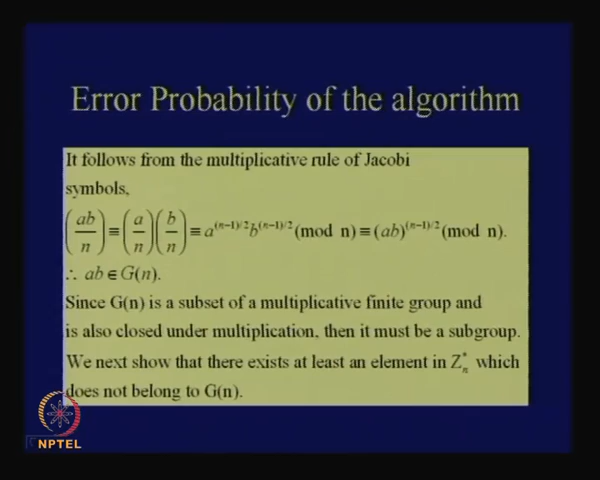 Error Probability of the algorithm
It follows from the multiplicative rule of Jacobi
symbols,
(ab/n) ≡ (a/n)(b/n) ≡ a^{(n−1)/2}b^{(n−1)/2}(mod n) ≡ (ab)^{(n−1)/2}(mod n).
∴ ab ∈ G(n).
Since G(n) is a subset of a multiplicative finite group and
is also closed under multiplication, then it must be a subgroup.
We next show that there exists at least an element in Z_n^* which
does not belong to G(n).
NPTEL